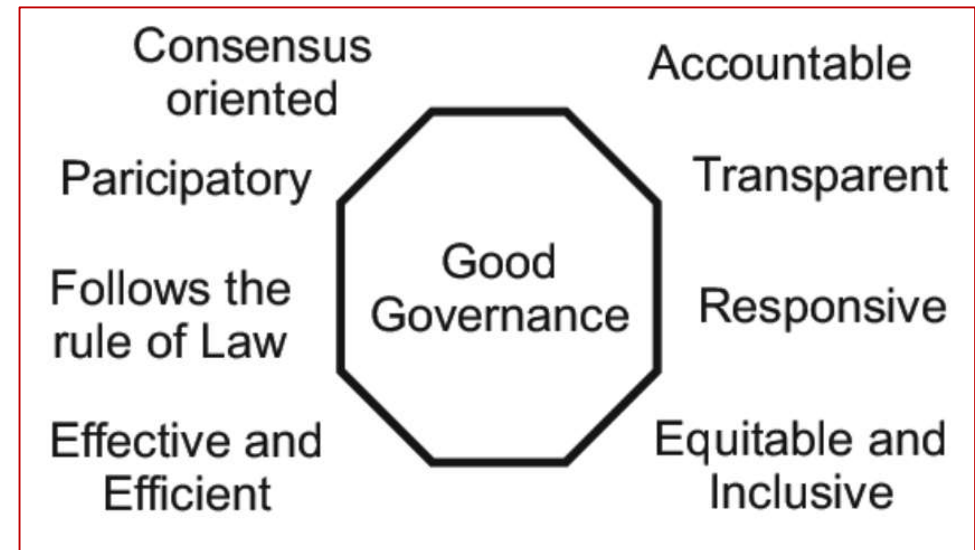 Consensus
oriented
Accountable
Paricipatory
Transparent
Good
Governance
Follows the
rule of Law
Responsive
Effective and
Efficient
Equitable and
Inclusive